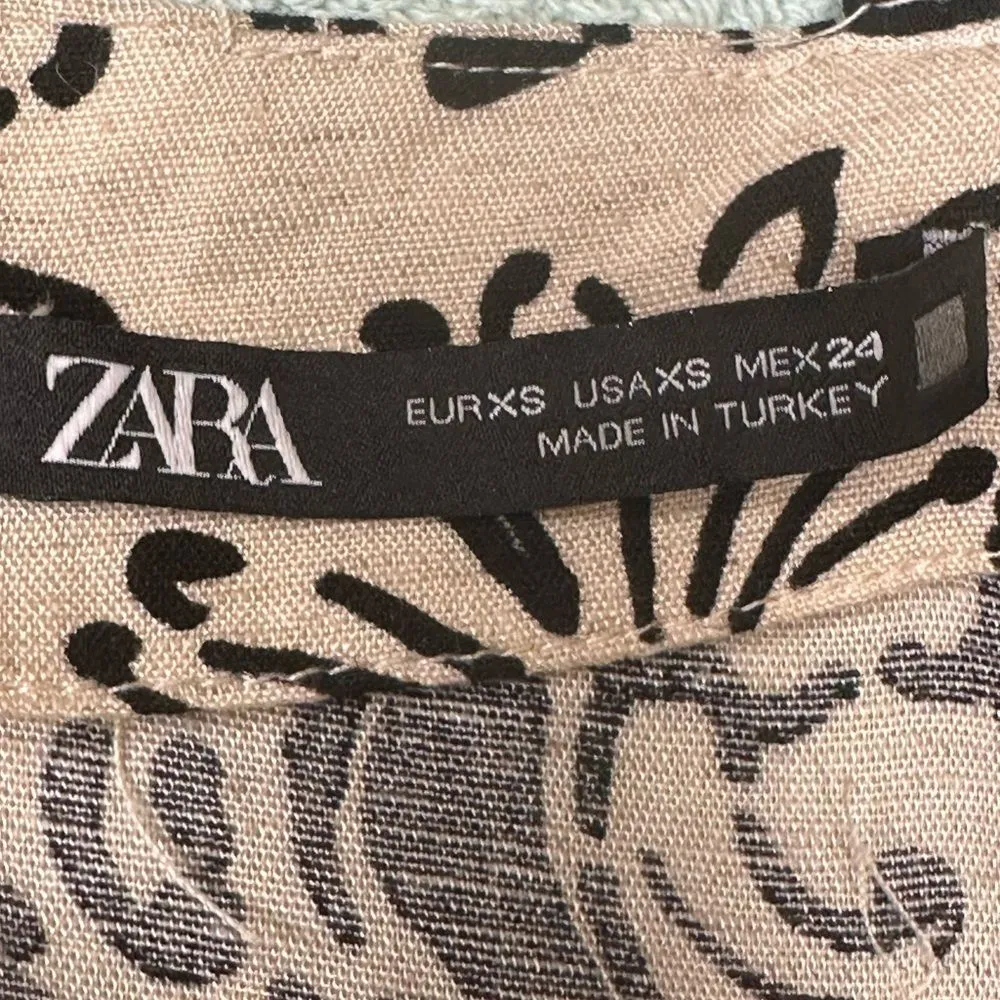 ZARA
EUR XS USA XS MEX 24
MADE IN TURKEY